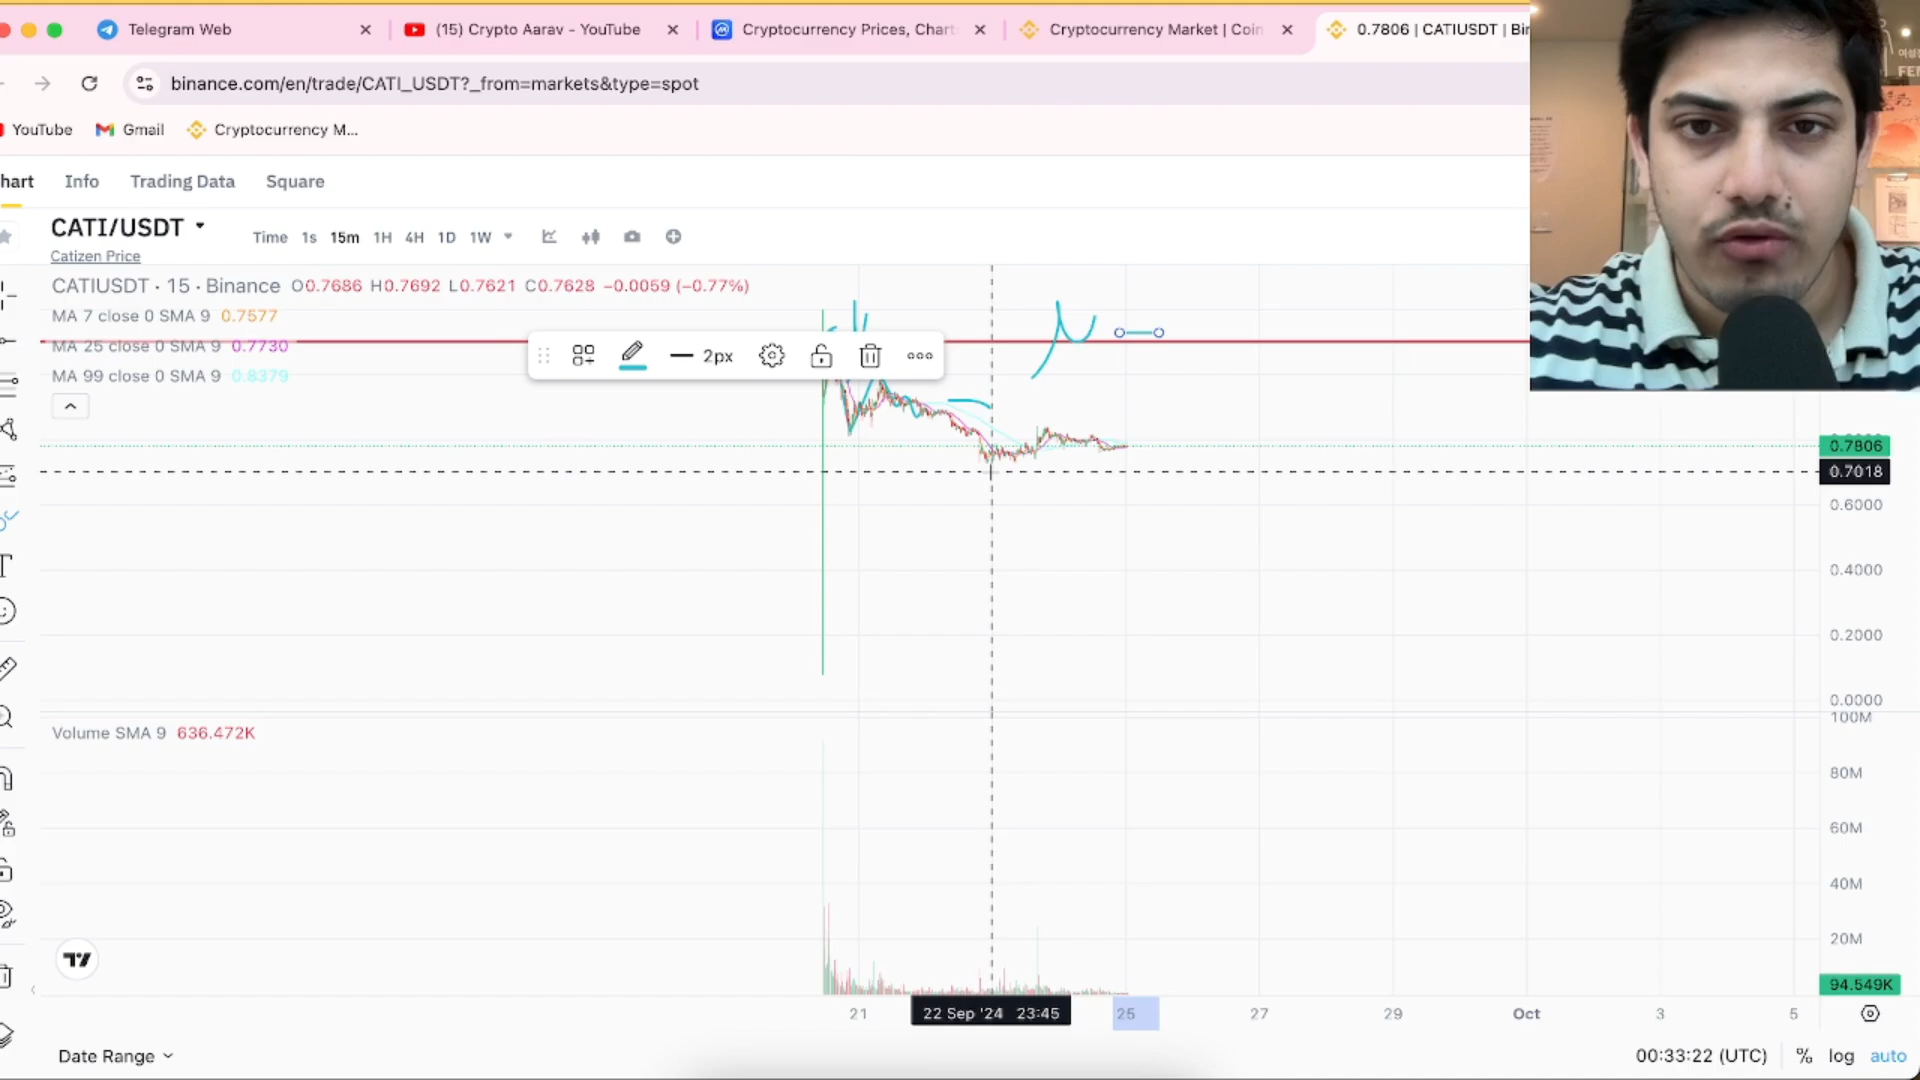 Telegram Web
(15) Crypto Aarav - YouTube
Cryptocurrency Prices, Chart
Cryptocurrency Market | Coin
0.7806 | CATIUSDT | Bin
binance.com/en/trade/CATI_USDT?_from=markets&type=spot
YouTube
Gmail
Cryptocurrency M...
hart
Info
Trading Data
Square
CATI/USDT
Time 1s 15m 1H 4H 1D 1W
Catizen Price
CATIUSDT · 15 · Binance O0.7686 H0.7692 L0.7621 C0.7628 −0.0059 (−0.77%)
MA 7 close 0 SMA 9 0.7577
MA 25 close 0 SMA 9 0.7730
MA 99 close 0 SMA 9 0.8379
2px
0.7806
0.7018
0.6000
0.4000
0.2000
0.0000
100M
Volume SMA 9 636.472K
80M
60M
40M
20M
94.549K
21
22 Sep '24 23:45
25
27
29
Oct
3
5
Date Range
00:33:22 (UTC)
%
log
auto
여성
FEM